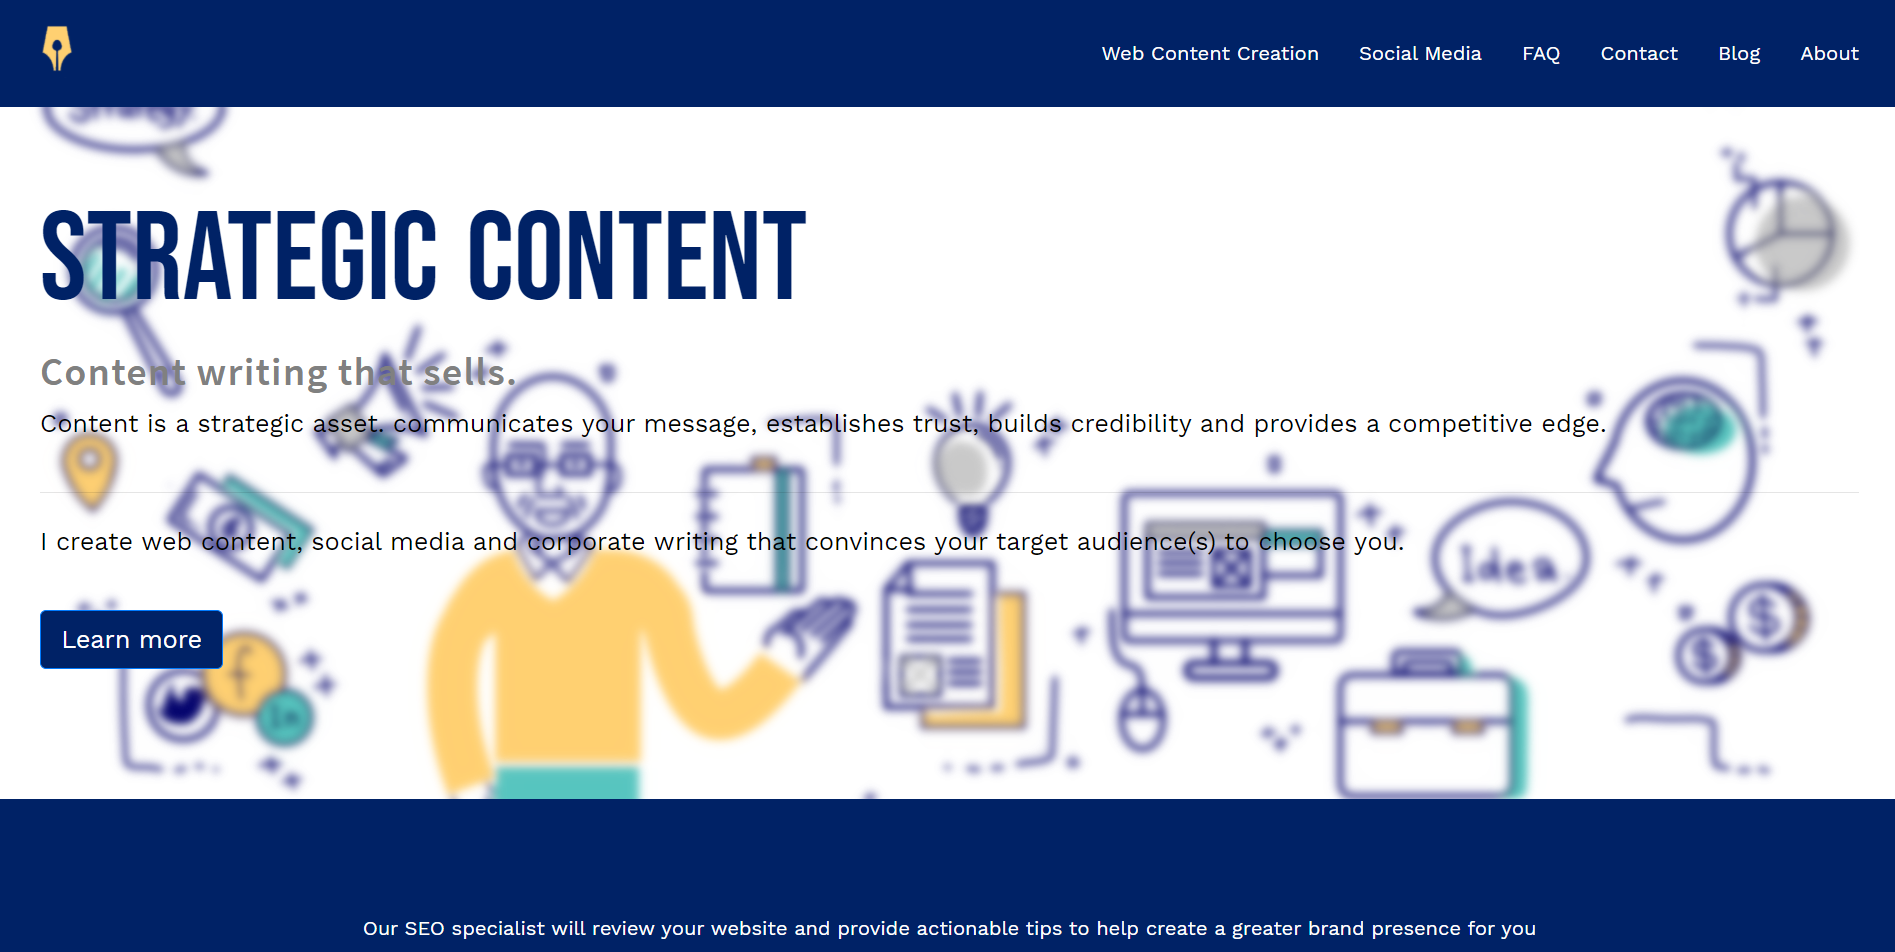 Web Content Creation Social Media FAQ Contact Blog About
STRATEGIC CONTENT
Content writing that sells.
Content is a strategic asset. communicates your message, establishes trust, builds credibility and provides a competitive edge.
I create web content, social media and corporate writing that convinces your target audience(s) to choose you.
Idea
Learn more
$
$
f
in
Our SEO specialist will review your website and provide actionable tips to help create a greater brand presence for you